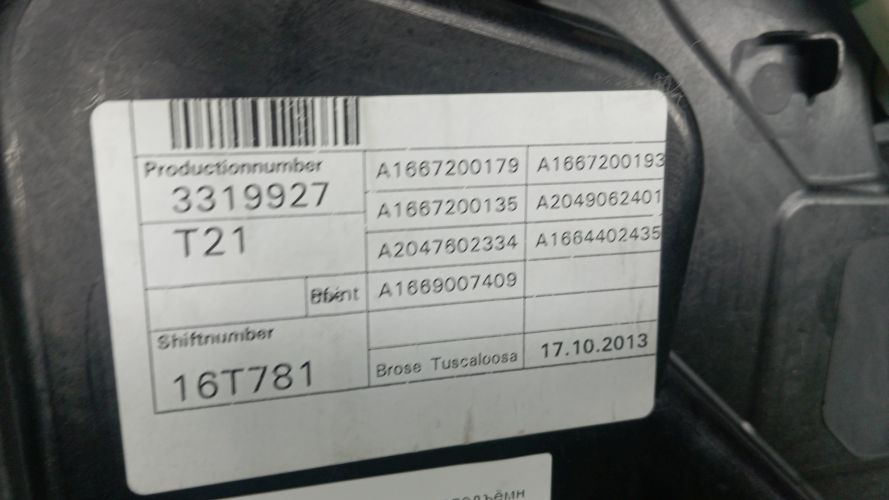 Productionnumber
3319927
T21
Shiftnumber
16T781
A1667200179 A1667200193
A1667200135 A2049062401
A2047602334 A1664402435
A1669007409
Brose Tuscaloosa 17.10.2013